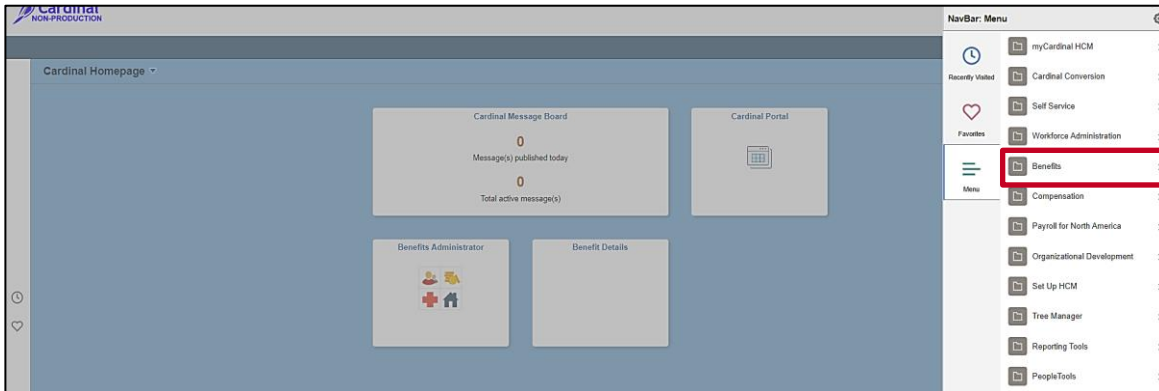 Cardinal
NON-PRODUCTION
Cardinal Homepage
Cardinal Message Board
0
Message(s) published today
0
Total active message(s)
Cardinal Portal
Benefits Administrator
Benefit Details
NavBar: Menu
Recently Visited
Favorites
Menu
myCardinal HCM
Cardinal Conversion
Self Service
Workforce Administration
Benefits
Compensation
Payroll for North America
Organizational Development
Set Up HCM
Tree Manager
Reporting Tools
PeopleTools